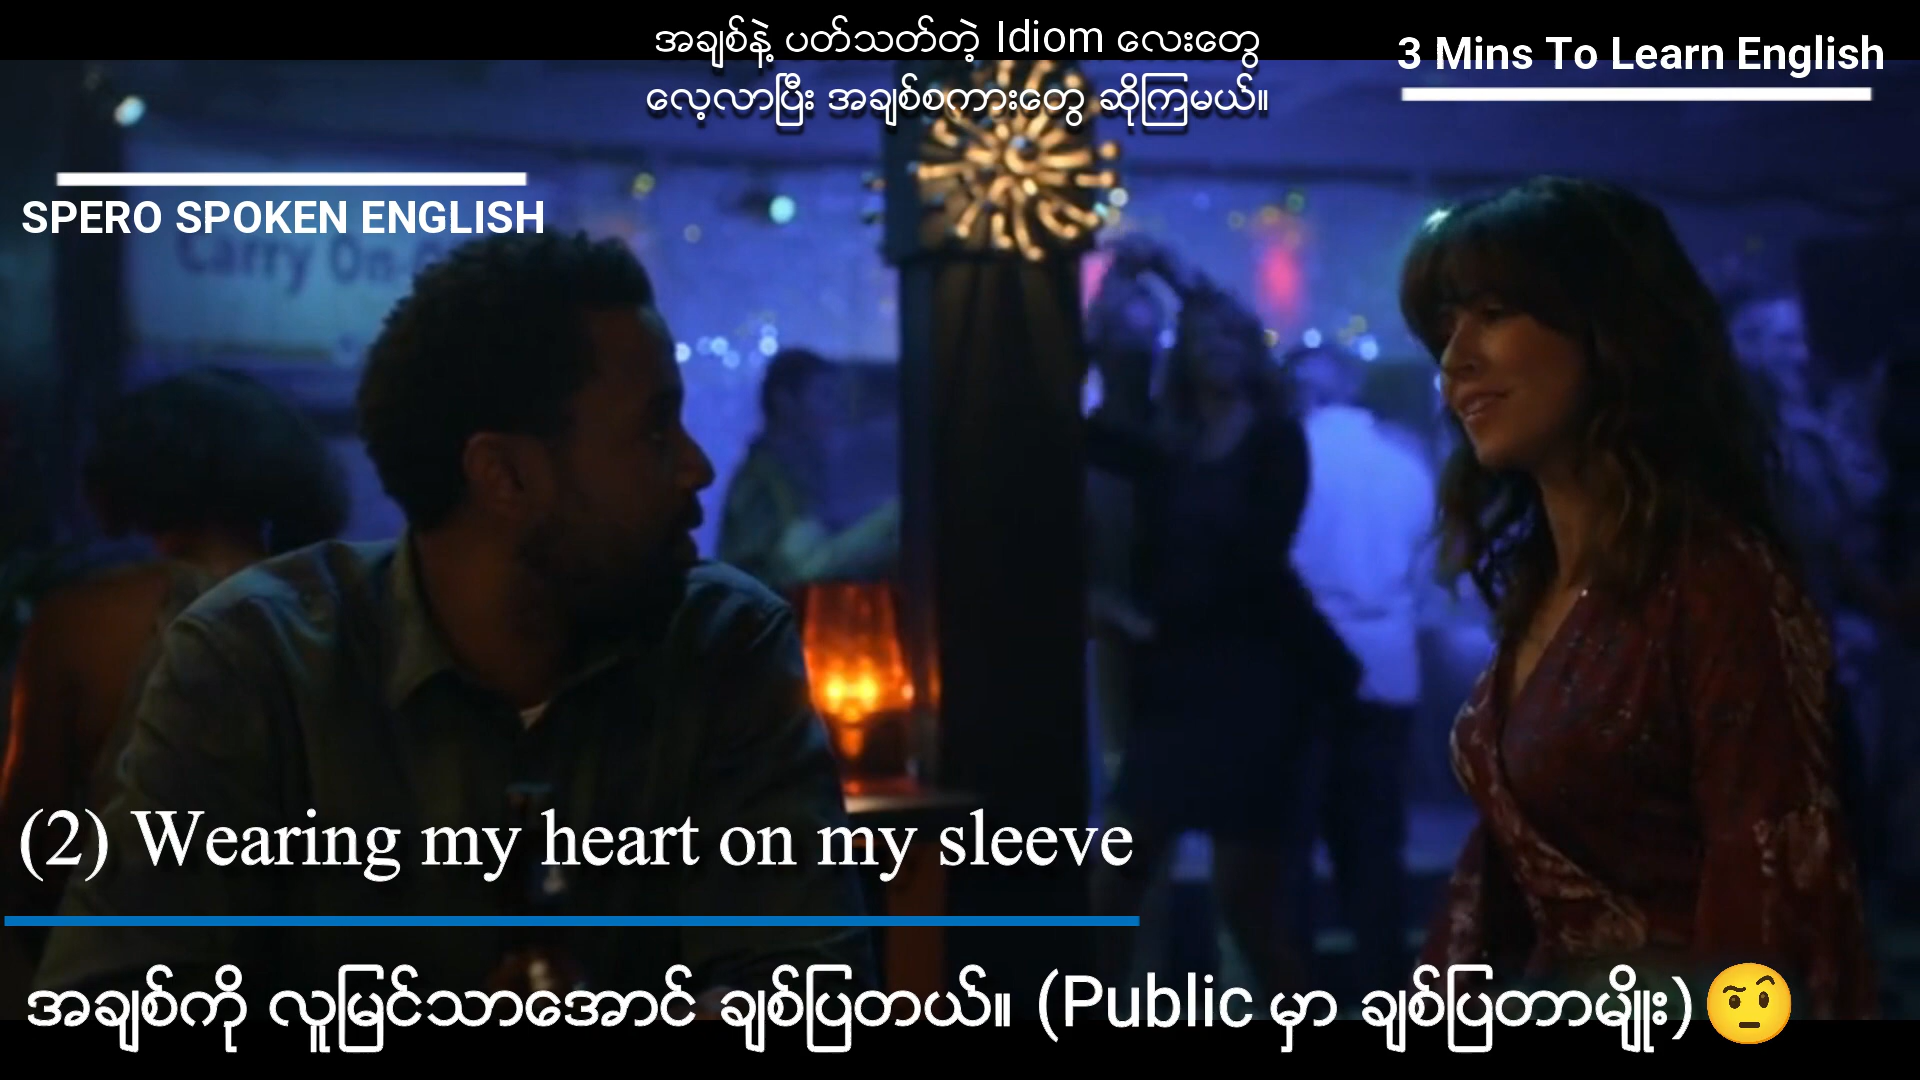 အချစ်နဲ့ ပတ်သတ်တဲ့ Idiom လေးတွေ
လေ့လာပြီး အချစ်စကားတွေ ဆိုကြမယ်။
3 Mins To Learn English
SPERO SPOKEN ENGLISH
Carry On
(2) Wearing my heart on my sleeve
အချစ်ကို လူမြင်သာအောင် ချစ်ပြတယ်။ (Public မှာ ချစ်ပြတာမျိုး)🤨